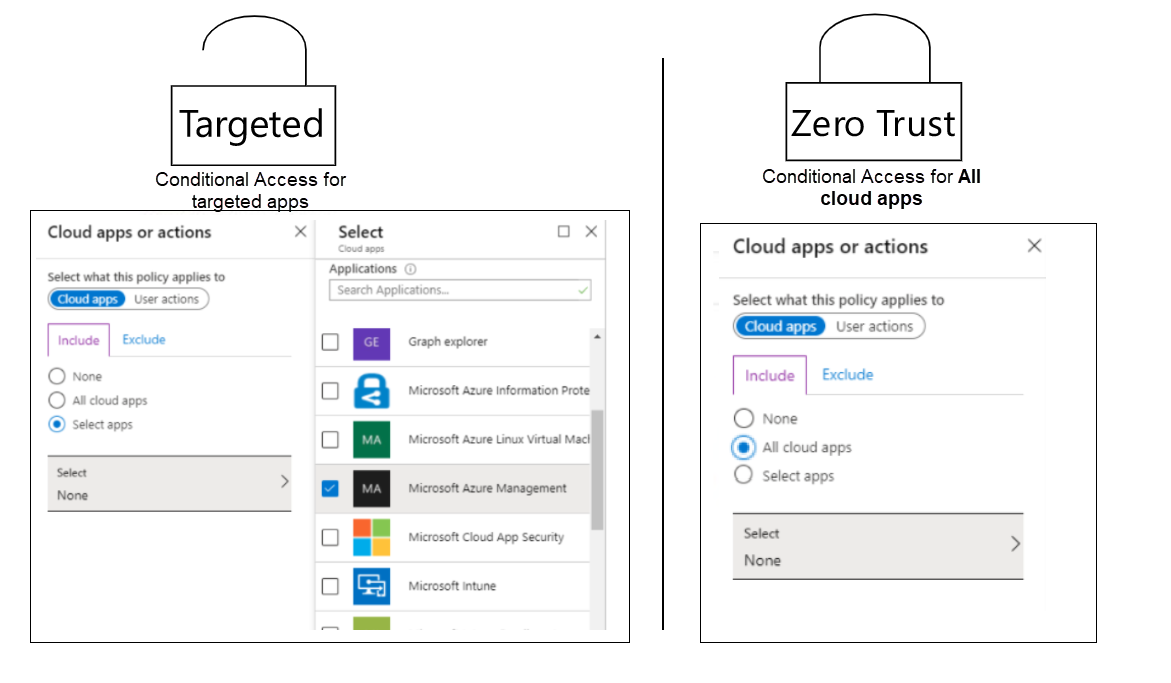 Targeted
Conditional Access for
targeted apps
Cloud apps or actions
Select what this policy applies to
Cloud apps
User actions
Include
Exclude
None
All cloud apps
Select apps
Select
None
Select
Cloud apps
Applications
Search Applications...
GE
Graph explorer
Microsoft Azure Information Prote
MA
Microsoft Azure Linux Virtual Mac
MA
Microsoft Azure Management
Microsoft Cloud App Security
Microsoft Intune
Zero Trust
Conditional Access for All
cloud apps
Cloud apps or actions
Select what this policy applies to
Cloud apps
User actions
Include
Exclude
None
All cloud apps
Select apps
Select
None